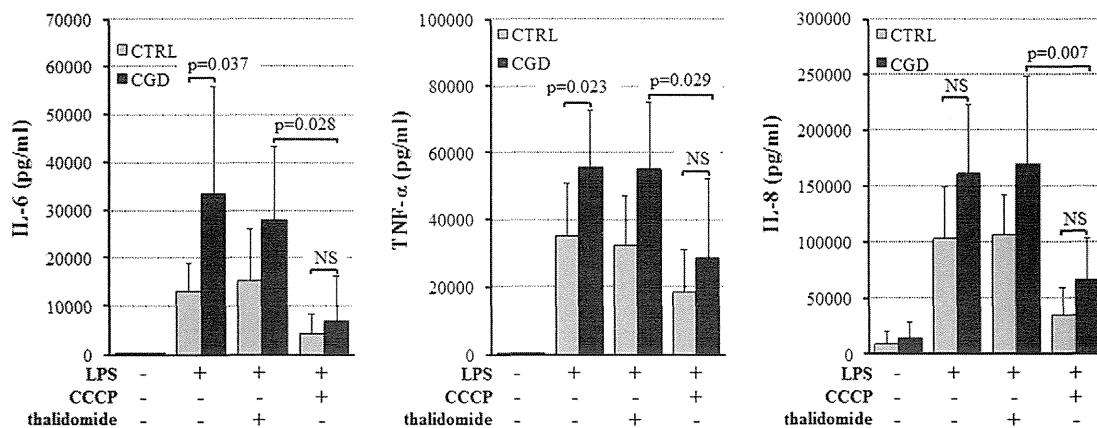 70000
60000
50000
40000
30000
20000
10000
0
IL-6 (pg/ml)
CTRL
CGD
p=0.037
p=0.028
NS
LPS - + + +
CCCP - - - +
thalidomide - - + -
100000
80000
60000
40000
20000
0
TNF-α (pg/ml)
CTRL
CGD
p=0.023
p=0.029
NS
LPS - + + +
CCCP - - - +
thalidomide - - + -
300000
250000
200000
150000
100000
50000
0
IL-8 (pg/ml)
CTRL
CGD
NS
p=0.007
NS
LPS - + + +
CCCP - - - +
thalidomide - - + -